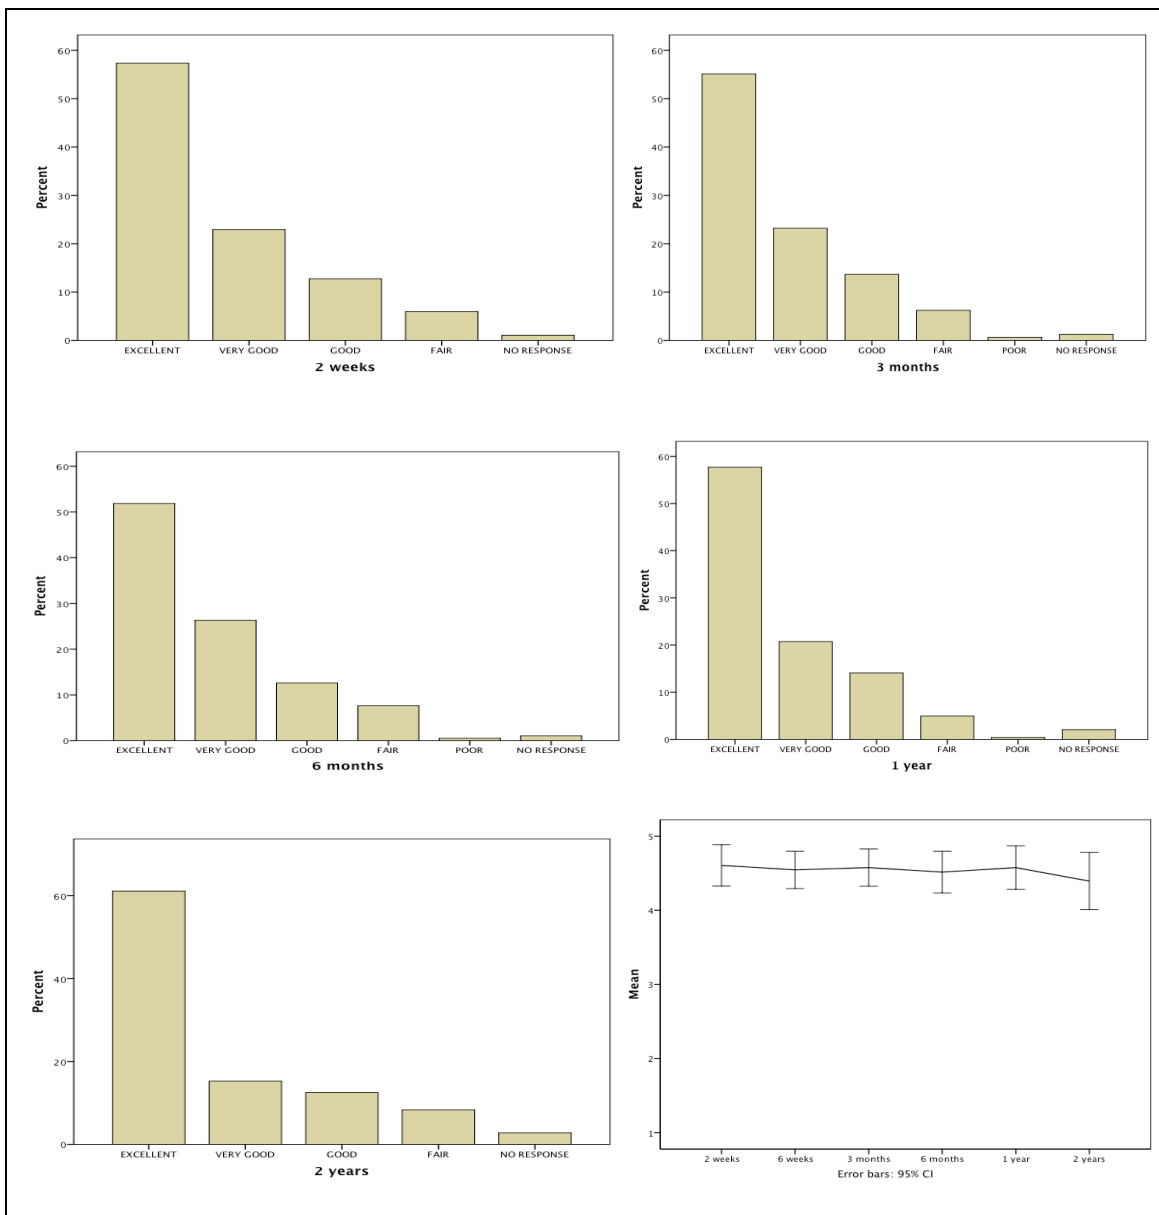 Percent
60
50
40
30
20
10
0
EXCELLENT VERY GOOD GOOD FAIR NO RESPONSE
2 weeks
Percent
60
50
40
30
20
10
0
EXCELLENT VERY GOOD GOOD FAIR POOR NO RESPONSE
3 months
Percent
60
50
40
30
20
10
0
EXCELLENT VERY GOOD GOOD FAIR POOR NO RESPONSE
6 months
Percent
60
50
40
30
20
10
0
EXCELLENT VERY GOOD GOOD FAIR POOR NO RESPONSE
1 year
Percent
60
40
20
0
EXCELLENT VERY GOOD GOOD FAIR NO RESPONSE
2 years
Mean
5
4
3
2
1
2 weeks 6 weeks 3 months 6 months 1 year 2 years
Error bars: 95% CI